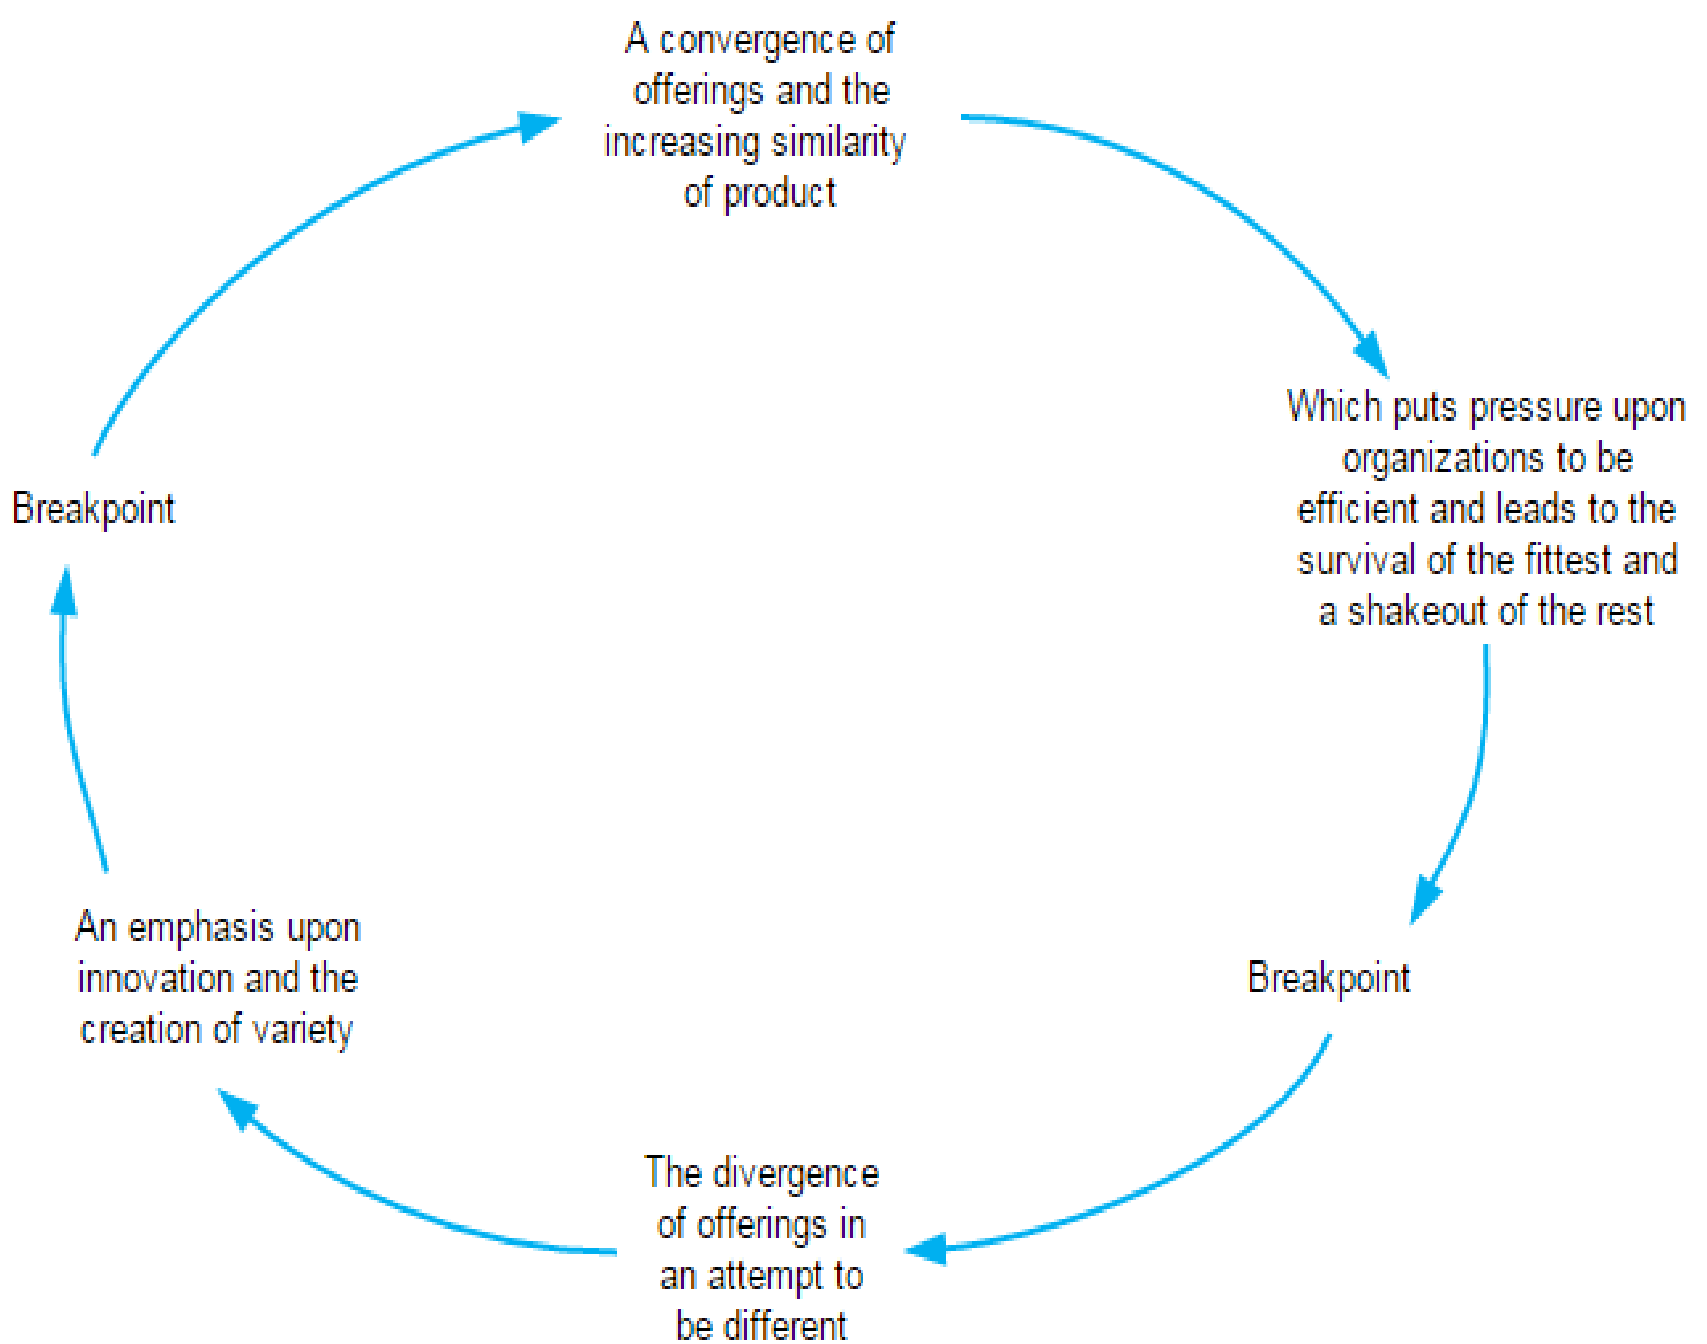 A convergence of
offerings and the
increasing similarity
of product
Which puts pressure upon
organizations to be
efficient and leads to the
survival of the fittest and
a shakeout of the rest
Breakpoint
The divergence
of offerings in
an attempt to
be different
An emphasis upon
innovation and the
creation of variety
Breakpoint